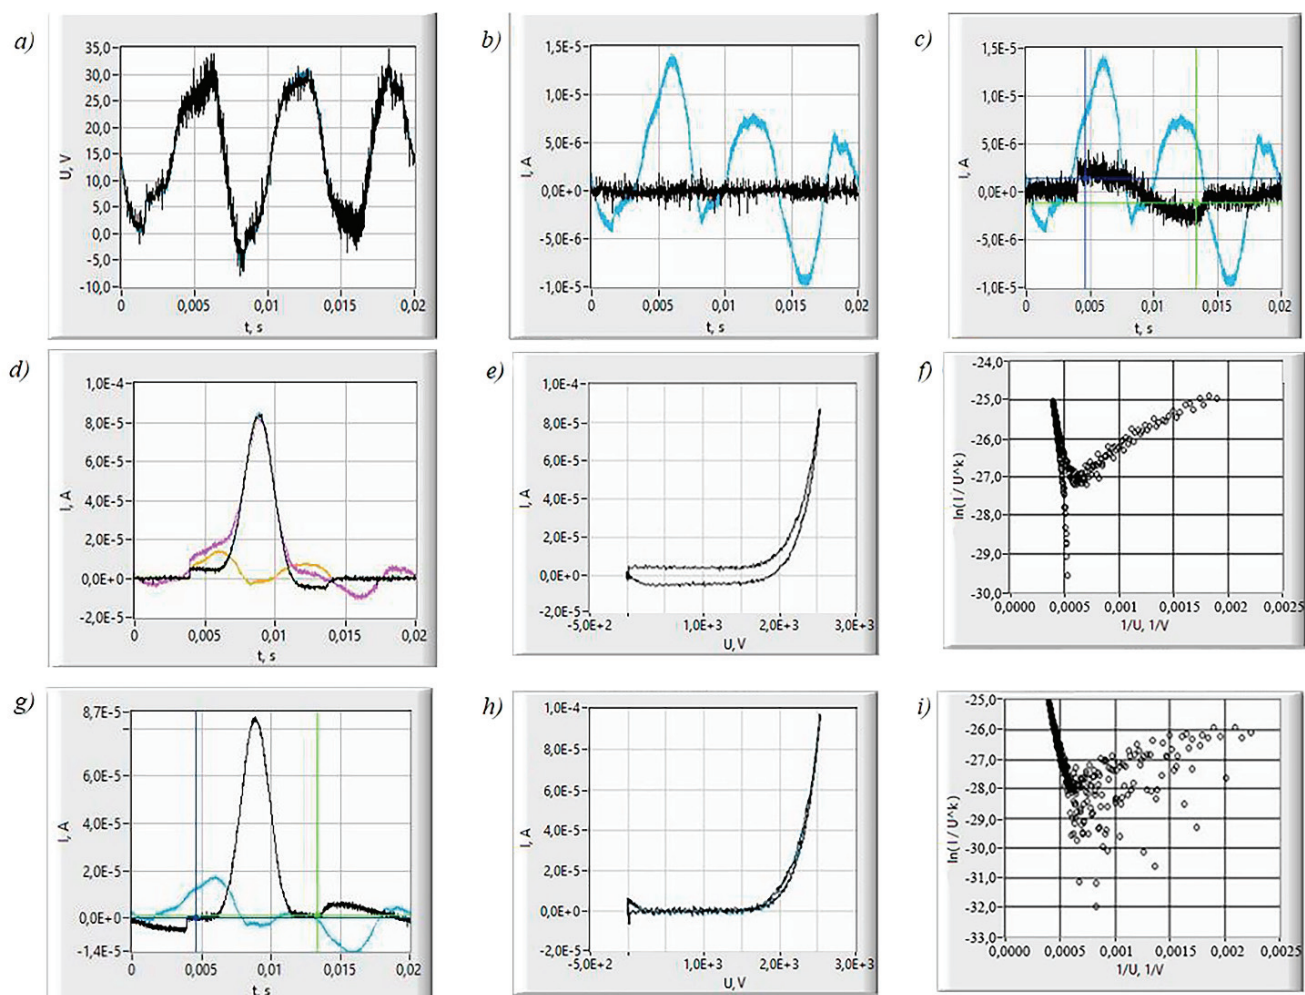 a)
35,0
30,0
25,0
20,0
15,0
10,0
5,0
0,0
-5,0
-10,0
U, V
0
0,005
0,01
0,015
0,02
t, s
b)
1,5E-5
1,0E-5
5,0E-6
0,0E+0
-5,0E-6
-1,0E-5
I, A
0
0,005
0,01
0,015
0,02
t, s
c)
1,5E-5
1,0E-5
5,0E-6
0,0E+0
-5,0E-6
-1,0E-5
I, A
0
0,005
0,01
0,015
0,02
t, s
d)
1,0E-4
8,0E-5
6,0E-5
4,0E-5
2,0E-5
0,0E+0
-2,0E-5
I, A
0
0,005
0,01
0,015
0,02
t, s
e)
1,0E-4
8,0E-5
6,0E-5
4,0E-5
2,0E-5
0,0E+0
-2,0E-5
I, A
-5,0E+2
1,0E+3
2,0E+3
3,0E+3
U, V
f)
-24,0
-25,0
-26,0
-27,0
-28,0
-29,0
-30,0
ln( I / U^k)
0,0000
0,0005
0,001
0,0015
0,002
0,0025
1/U, 1/V
g)
8,7E-5
6,0E-5
4,0E-5
2,0E-5
0,0E+0
-1,4E-5
I, A
0
0,005
0,01
0,015
0,02
t, s
h)
1,0E-4
8,0E-5
6,0E-5
4,0E-5
2,0E-5
0,0E+0
-2,0E-5
I, A
-5,0E+2
1,0E+3
2,0E+3
3,0E+3
U, V
i)
-25,0
-26,0
-27,0
-28,0
-29,0
-30,0
-31,0
-32,0
-33,0
ln( I / U^k)
0,00000
0,0005
0,001
0,0015
0,002
0,0025
1/U, 1/V